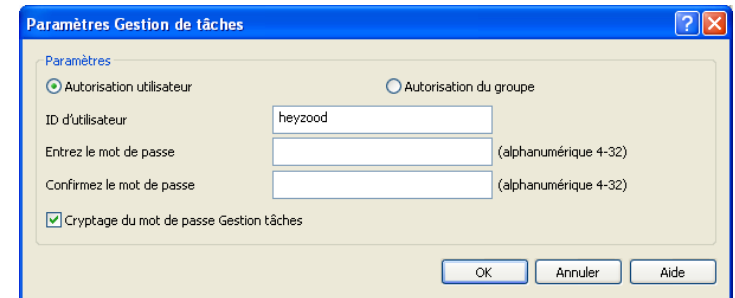 Paramètres Gestion de tâches
Paramètres
Autorisation utilisateur Autorisation du groupe
ID d'utilisateur heyzood
Entrez le mot de passe (alphanumérique 4-32)
Confirmez le mot de passe (alphanumérique 4-32)
Cryptage du mot de passe Gestion tâches
OK Annuler Aide